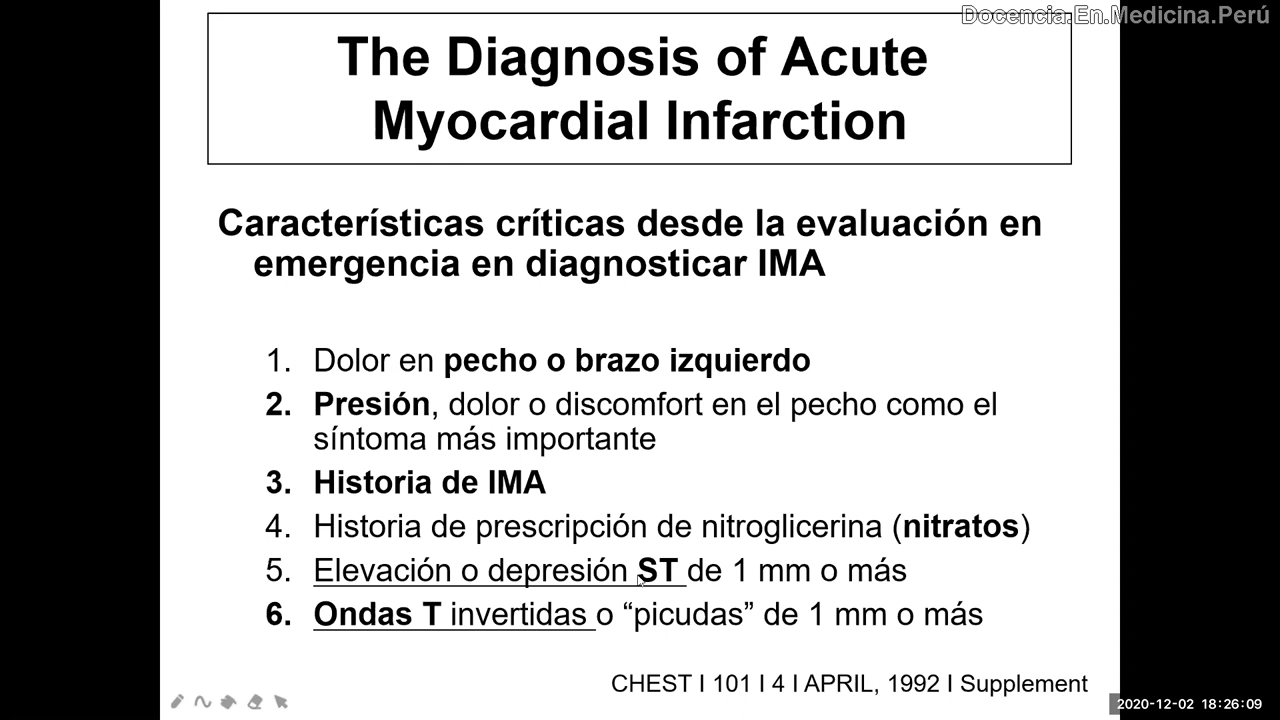 Docencia.En.Medicina.Perú
The Diagnosis of Acute
Myocardial Infarction
Características críticas desde la evaluación en
emergencia en diagnosticar IMA
1. Dolor en pecho o brazo izquierdo
2. Presión, dolor o discomfort en el pecho como el
síntoma más importante
3. Historia de IMA
4. Historia de prescripción de nitroglicerina (nitratos)
5. Elevación o depresión ST de 1 mm o más
6. Ondas T invertidas o “picudas” de 1 mm o más
CHEST I 101 I 4 I APRIL, 1992 I Supplement
2020-12-02 18:26:09